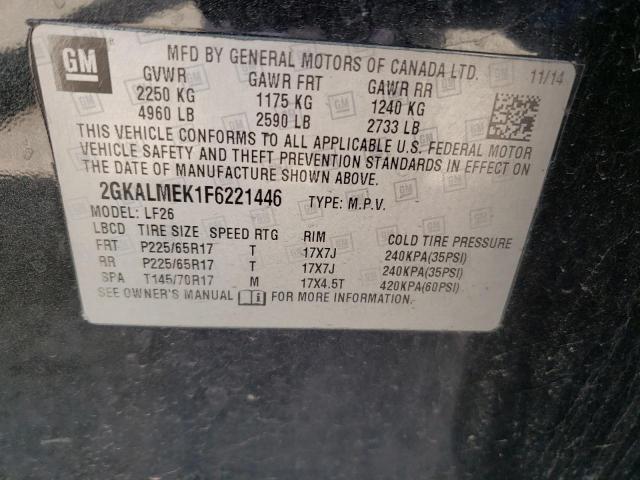 GM
MFD BY GENERAL MOTORS OF CANADA LTD. 11/14
GVWR GAWR FRT GAWR RR
2250 KG 1175 KG 1240 KG
4960 LB 2590 LB 2733 LB
THIS VEHICLE CONFORMS TO ALL APPLICABLE U.S. FEDERAL MOTOR
VEHICLE SAFETY AND THEFT PREVENTION STANDARDS IN EFFECT ON
THE DATE OF MANUFACTURE SHOWN ABOVE.
2GKALMEK1F6221446 TYPE: M.P.V.
MODEL: LF26
LBCD TIRE SIZE SPEED RTG RIM COLD TIRE PRESSURE
FRT P225/65R17 T 17X7J 240KPA(35PSI)
RR P225/65R17 T 17X7J 240KPA(35PSI)
SPA T145/70R17 M 17X4.5T 420KPA(60PSI)
SEE OWNER'S MANUAL FOR MORE INFORMATION.